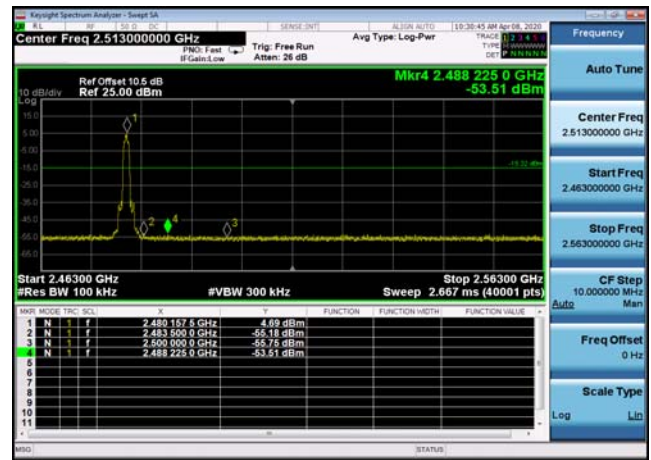 Keysight Spectrum Analyzer - Swept SA
RL RF 50 Ω DC SENSE:INT ALIGN AUTO 10:30:45 AM Apr 08, 2020
Center Freq 2.513000000 GHz
PNO: Fast
IFGain:Low
Trig: Free Run
Atten: 26 dB
Avg Type: Log-Pwr
TRACE 1 2 3 4 5 6
TYPE M WWWWW
DET P N N N N N
Ref Offset 10.5 dB
Ref 25.00 dBm
10 dB/div
Log
Mkr4 2.488 225 0 GHz
-53.51 dBm
15.0
5.00
-5.00
-15.0
-25.0
-35.0
-45.0
-55.0
-65.0
1
2
4
3
Start 2.46300 GHz
Stop 2.56300 GHz
#Res BW 100 kHz
#VBW 300 kHz
Sweep 2.667 ms (40001 pts)
MKR MODE TRC SCL X Y FUNCTION FUNCTION WIDTH FUNCTION VALUE
1 N 1 f 2.480 157 5 GHz 4.69 dBm
2 N 1 f 2.483 500 0 GHz -55.18 dBm
3 N 1 f 2.500 000 0 GHz -55.75 dBm
4 N 1 f 2.488 225 0 GHz -53.51 dBm
5
6
7
8
9
10
11
MSG
STATUS
Frequency
Auto Tune
Center Freq
2.513000000 GHz
Start Freq
2.463000000 GHz
Stop Freq
2.563000000 GHz
CF Step
10.000000 MHz
Auto Man
Freq Offset
0 Hz
Scale Type
Log Lin